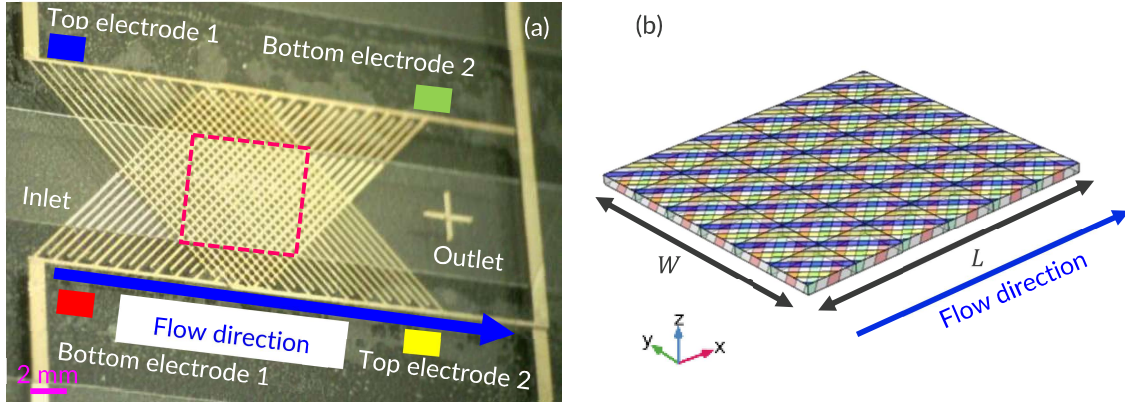 (a)
Top electrode 1
Bottom electrode 2
Inlet
Outlet
Flow direction
Bottom electrode 1
Top electrode 2
2 mm
(b)
W
L
Flow direction
z
y
x